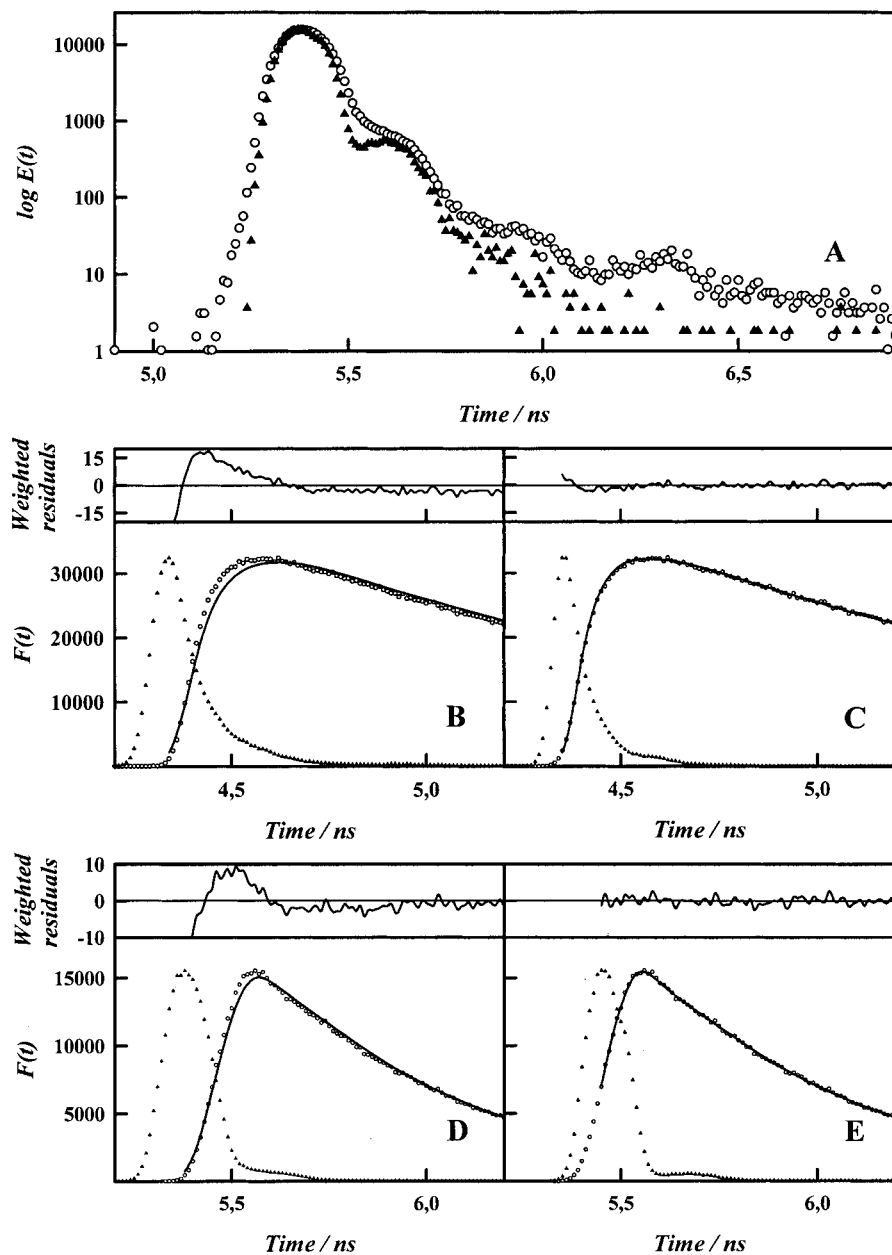 10000
1000
100
10
1
log E(t)
A
5,0
5,5
6,0
6,5
Time / ns
Weighted
residuals
15
0
-15
30000
20000
10000
F(t)
B
C
4,5
5,0
4,5
5,0
Time / ns
Time / ns
Weighted
residuals
10
0
-10
15000
10000
5000
F(t)
D
E
5,5
6,0
5,5
6,0
Time / ns
Time / ns